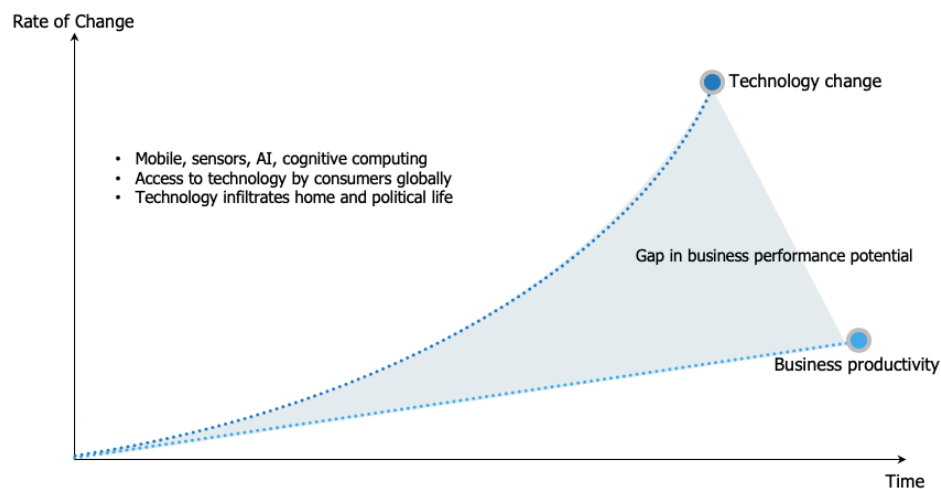 Rate of Change
Technology change
• Mobile, sensors, AI, cognitive computing
• Access to technology by consumers globally
• Technology infiltrates home and political life
Gap in business performance potential
Business productivity
Time